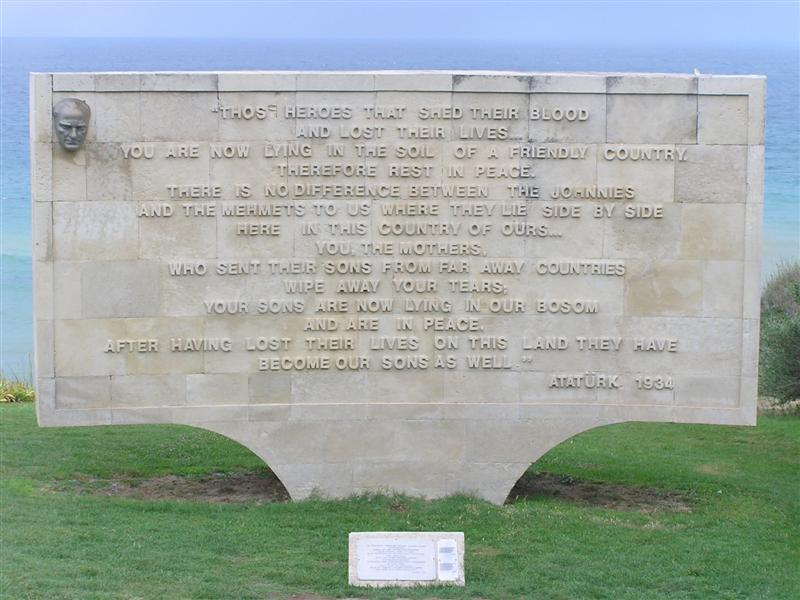 "THOSE HEROES THAT SHED THEIR BLOOD
AND LOST THEIR LIVES...
YOU ARE NOW LYING IN THE SOIL OF A FRIENDLY COUNTRY.
THEREFORE REST IN PEACE.
THERE IS NO DIFFERENCE BETWEEN THE JOHNNIES
AND THE MEHMETS TO US WHERE THEY LIE SIDE BY SIDE
HERE IN THIS COUNTRY OF OURS...
YOU, THE MOTHERS,
WHO SENT THEIR SONS FROM FAR AWAY COUNTRIES
WIPE AWAY YOUR TEARS;
YOUR SONS ARE NOW LYING IN OUR BOSOM
AND ARE IN PEACE.
AFTER HAVING LOST THEIR LIVES ON THIS LAND THEY HAVE
BECOME OUR SONS AS WELL."
ATATÜRK. 1934